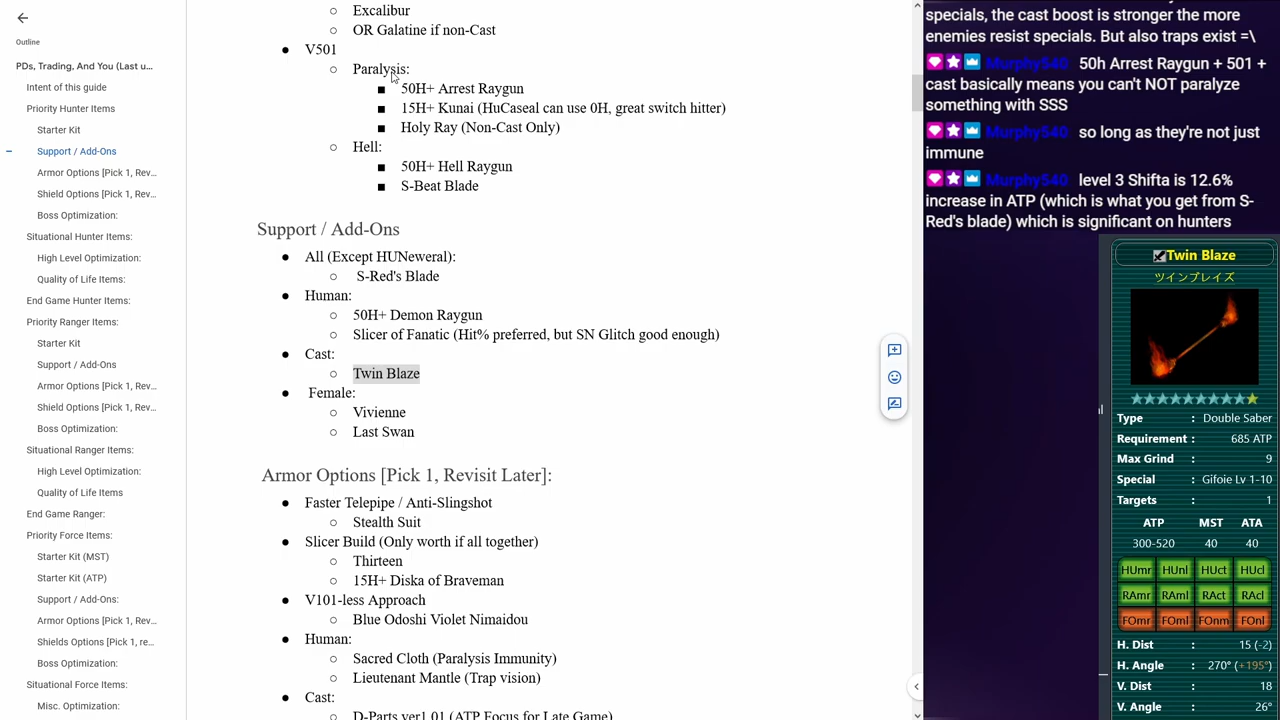 Outline
PDs, Trading, And You (Last u...
Intent of this guide
Priority Hunter Items
Starter Kit
Support / Add-Ons
Armor Options [Pick 1, Rev...
Shield Options [Pick 1, Rev...
Boss Optimization:
Situational Hunter Items:
High Level Optimization:
Quality of Life Items:
End Game Hunter Items:
Priority Ranger Items:
Starter Kit
Support / Add-Ons:
Armor Options [Pick 1, Rev...
Shield Options [Pick 1, Rev...
Boss Optimization:
Situational Ranger Items:
High Level Optimization:
Quality of Life Items
End Game Ranger:
Priority Force Items:
Starter Kit (MST)
Starter Kit (ATP)
Support / Add-Ons:
Armor Options [Pick 1, Rev...
Shields Options [Pick 1, re...
Boss Optimization:
Situational Force Items:
Misc. Optimization:
Excalibur
OR Galatine if non-Cast
V501
Paralysis:
50H+ Arrest Raygun
15H+ Kunai (HuCaseal can use 0H, great switch hitter)
Holy Ray (Non-Cast Only)
Hell:
50H+ Hell Raygun
S-Beat Blade
Support / Add-Ons
All (Except HUNeweral):
S-Red's Blade
Human:
50H+ Demon Raygun
Slicer of Fanatic (Hit% preferred, but SN Glitch good enough)
Cast:
Twin Blaze
Female:
Vivienne
Last Swan
Armor Options [Pick 1, Revisit Later]:
Faster Telepipe / Anti-Slingshot
Stealth Suit
Slicer Build (Only worth if all together)
Thirteen
15H+ Diska of Braveman
V101-less Approach
Blue Odoshi Violet Nimaidou
Human:
Sacred Cloth (Paralysis Immunity)
Lieutenant Mantle (Trap vision)
Cast:
D-Parts ver1.01 (ATP Focus for Late Game)
specials, the cast boost is stronger the more
enemies resist specials. But also traps exist =\
Murphy540 50h Arrest Raygun + 501 +
cast basically means you can't NOT paralyze
something with SSS
Murphy540 so long as they're not just
immune
Murphy540 level 3 Shifta is 12.6%
increase in ATP (which is what you get from S-
Red's blade) which is significant on hunters
Twin Blaze
ツインブレイズ
Type : Double Saber
Requirement : 685 ATP
Max Grind : 9
Special : Gifoie Lv 1-10
Targets : 1
ATP MST ATA
300-520 40 40
HUmr HUnl HUct HUcl
RAmr RAml RAct RAcl
FOmr FOml FOnm FOnl
H. Dist : 15 (-2)
H. Angle : 270° (+195°)
V. Dist : 18
V. Angle : 26°